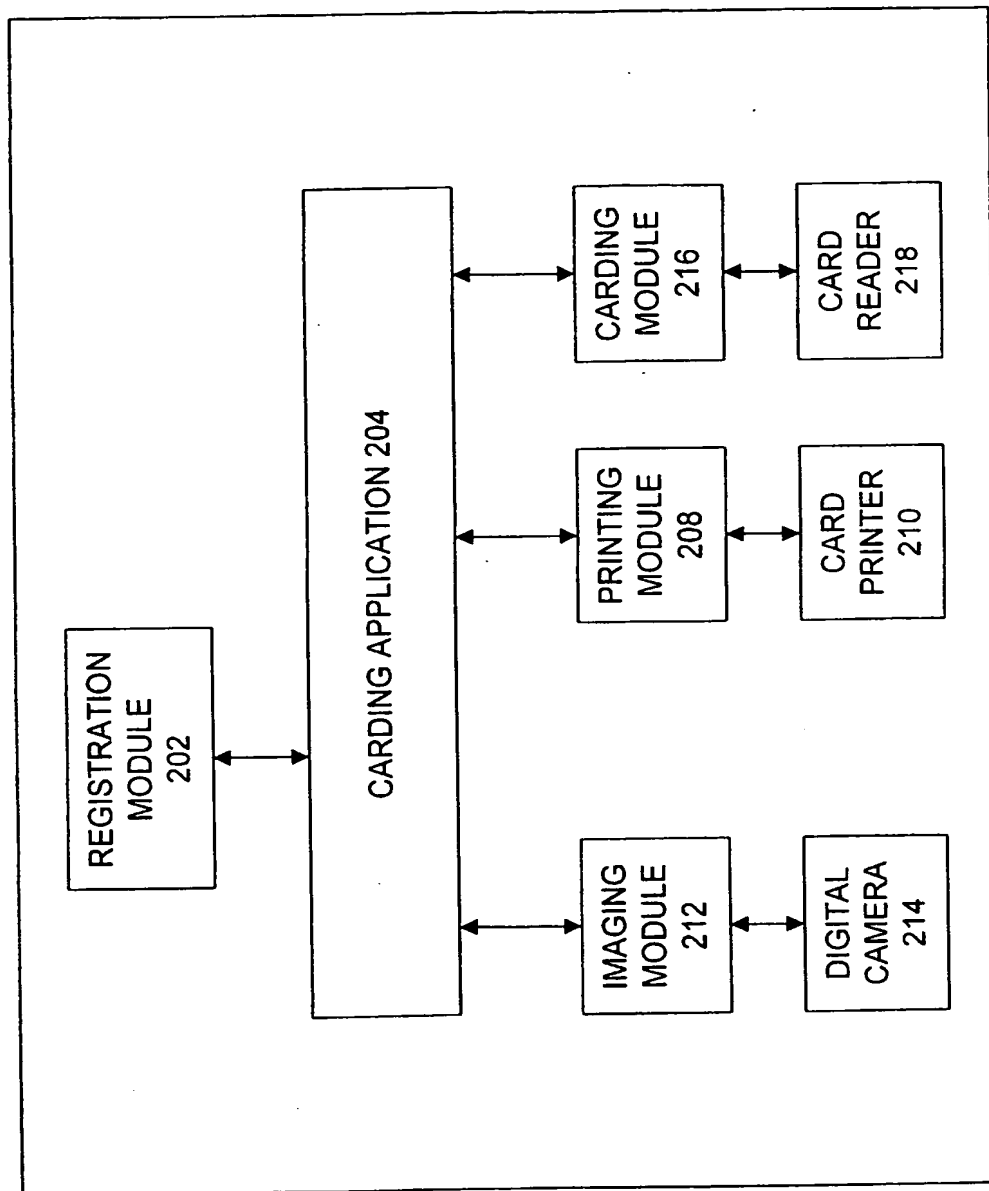 REGISTRATION
MODULE
202
CARDING APPLICATION 204
IMAGING
MODULE
212
PRINTING
MODULE
208
CARDING
MODULE
216
DIGITAL
CAMERA
214
CARD
PRINTER
210
CARD
READER
218